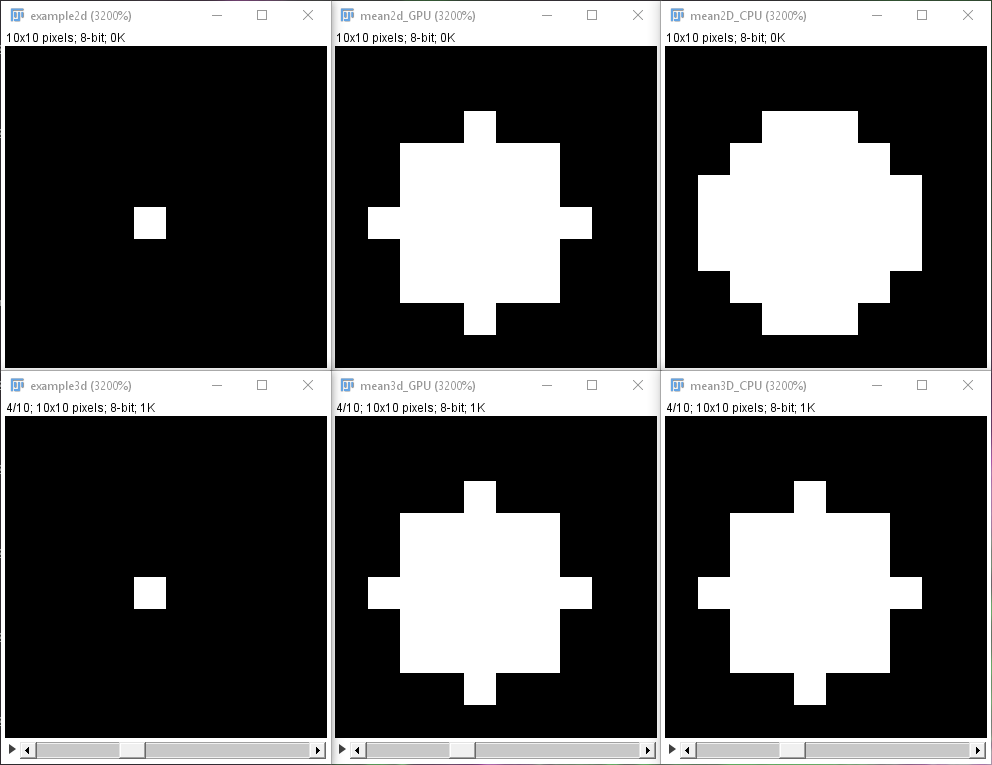 example2d (3200%)
10x10 pixels; 8-bit; 0K
mean2d_GPU (3200%)
10x10 pixels; 8-bit; 0K
mean2D_CPU (3200%)
10x10 pixels; 8-bit; 0K
example3d (3200%)
4/10; 10x10 pixels; 8-bit; 1K
mean3d_GPU (3200%)
4/10; 10x10 pixels; 8-bit; 1K
mean3D_CPU (3200%)
4/10; 10x10 pixels; 8-bit; 1K